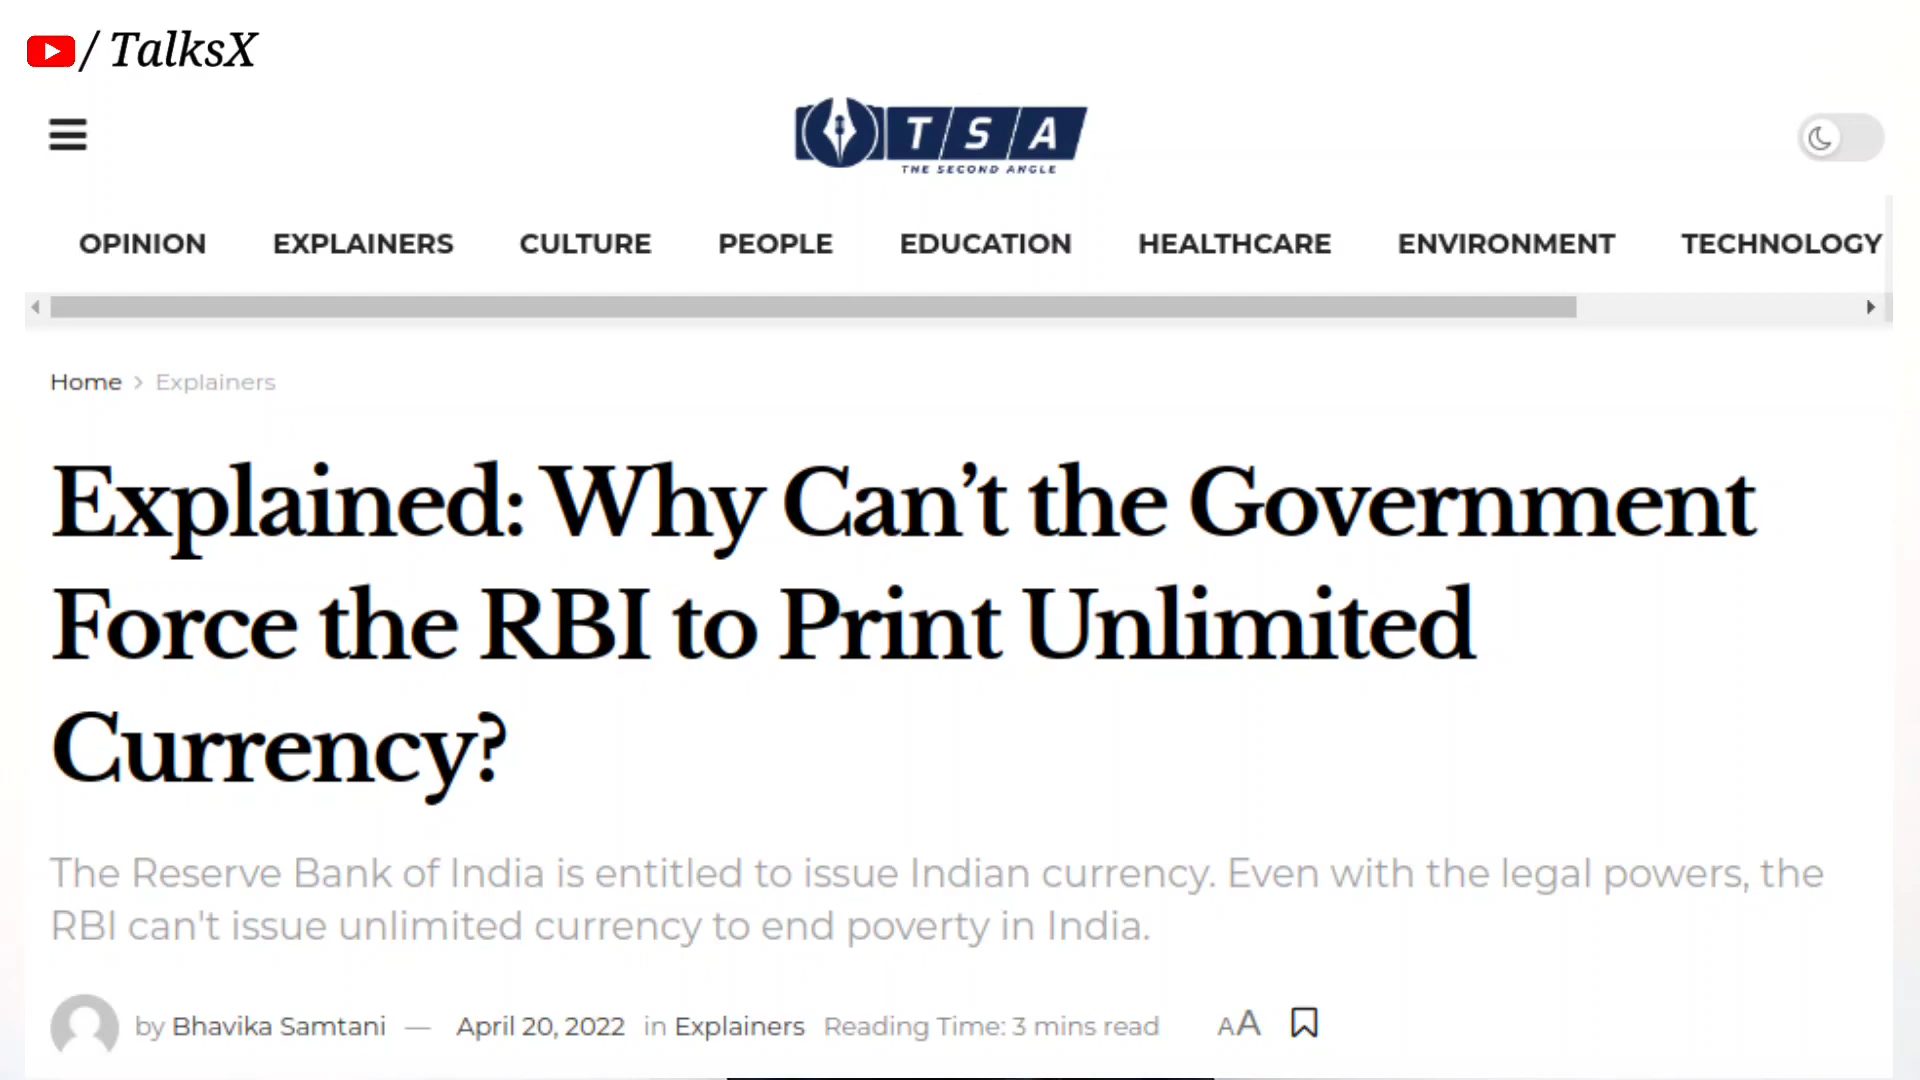 / TalksX
T/S/A
THE SECOND ANGLE
OPINION EXPLAINERS CULTURE PEOPLE EDUCATION HEALTHCARE ENVIRONMENT TECHNOLOGY
Home > Explainers
Explained: Why Can’t the Government
Force the RBI to Print Unlimited
Currency?
The Reserve Bank of India is entitled to issue Indian currency. Even with the legal powers, the
RBI can't issue unlimited currency to end poverty in India.
by Bhavika Samtani — April 20, 2022 in Explainers Reading Time: 3 mins read AA